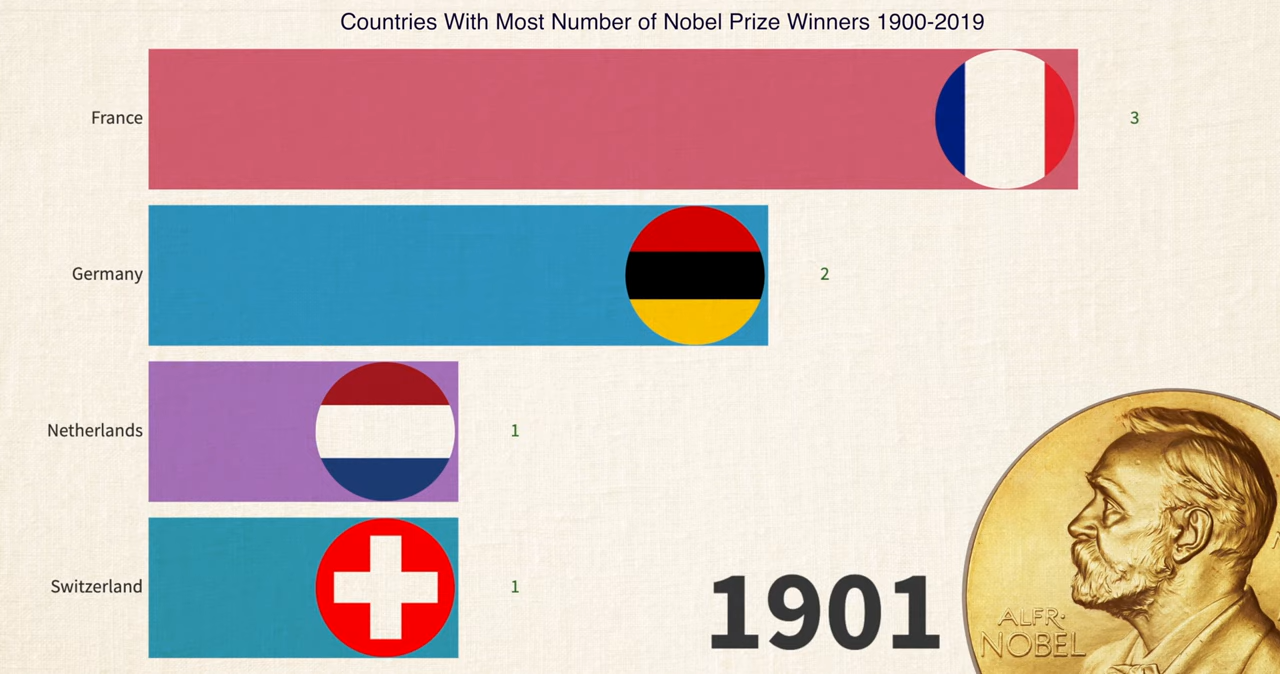 Countries With Most Number of Nobel Prize Winners 1900-2019
France
3
Germany
2
Netherlands
1
Switzerland
1
1901
ALFR·
NOBEL